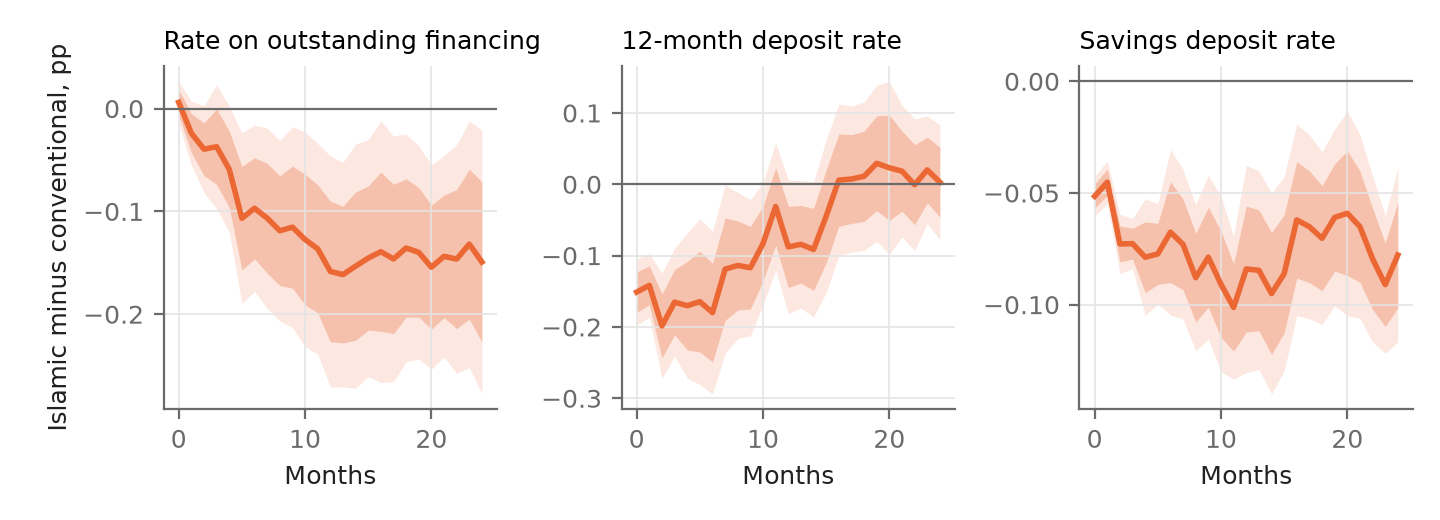 Islamic minus conventional, pp
Rate on outstanding financing
0.0
−0.1
−0.2
0 10 20
Months
12-month deposit rate
0.1
0.0
−0.1
−0.2
−0.3
0 10 20
Months
Savings deposit rate
0.00
−0.05
−0.10
0 10 20
Months